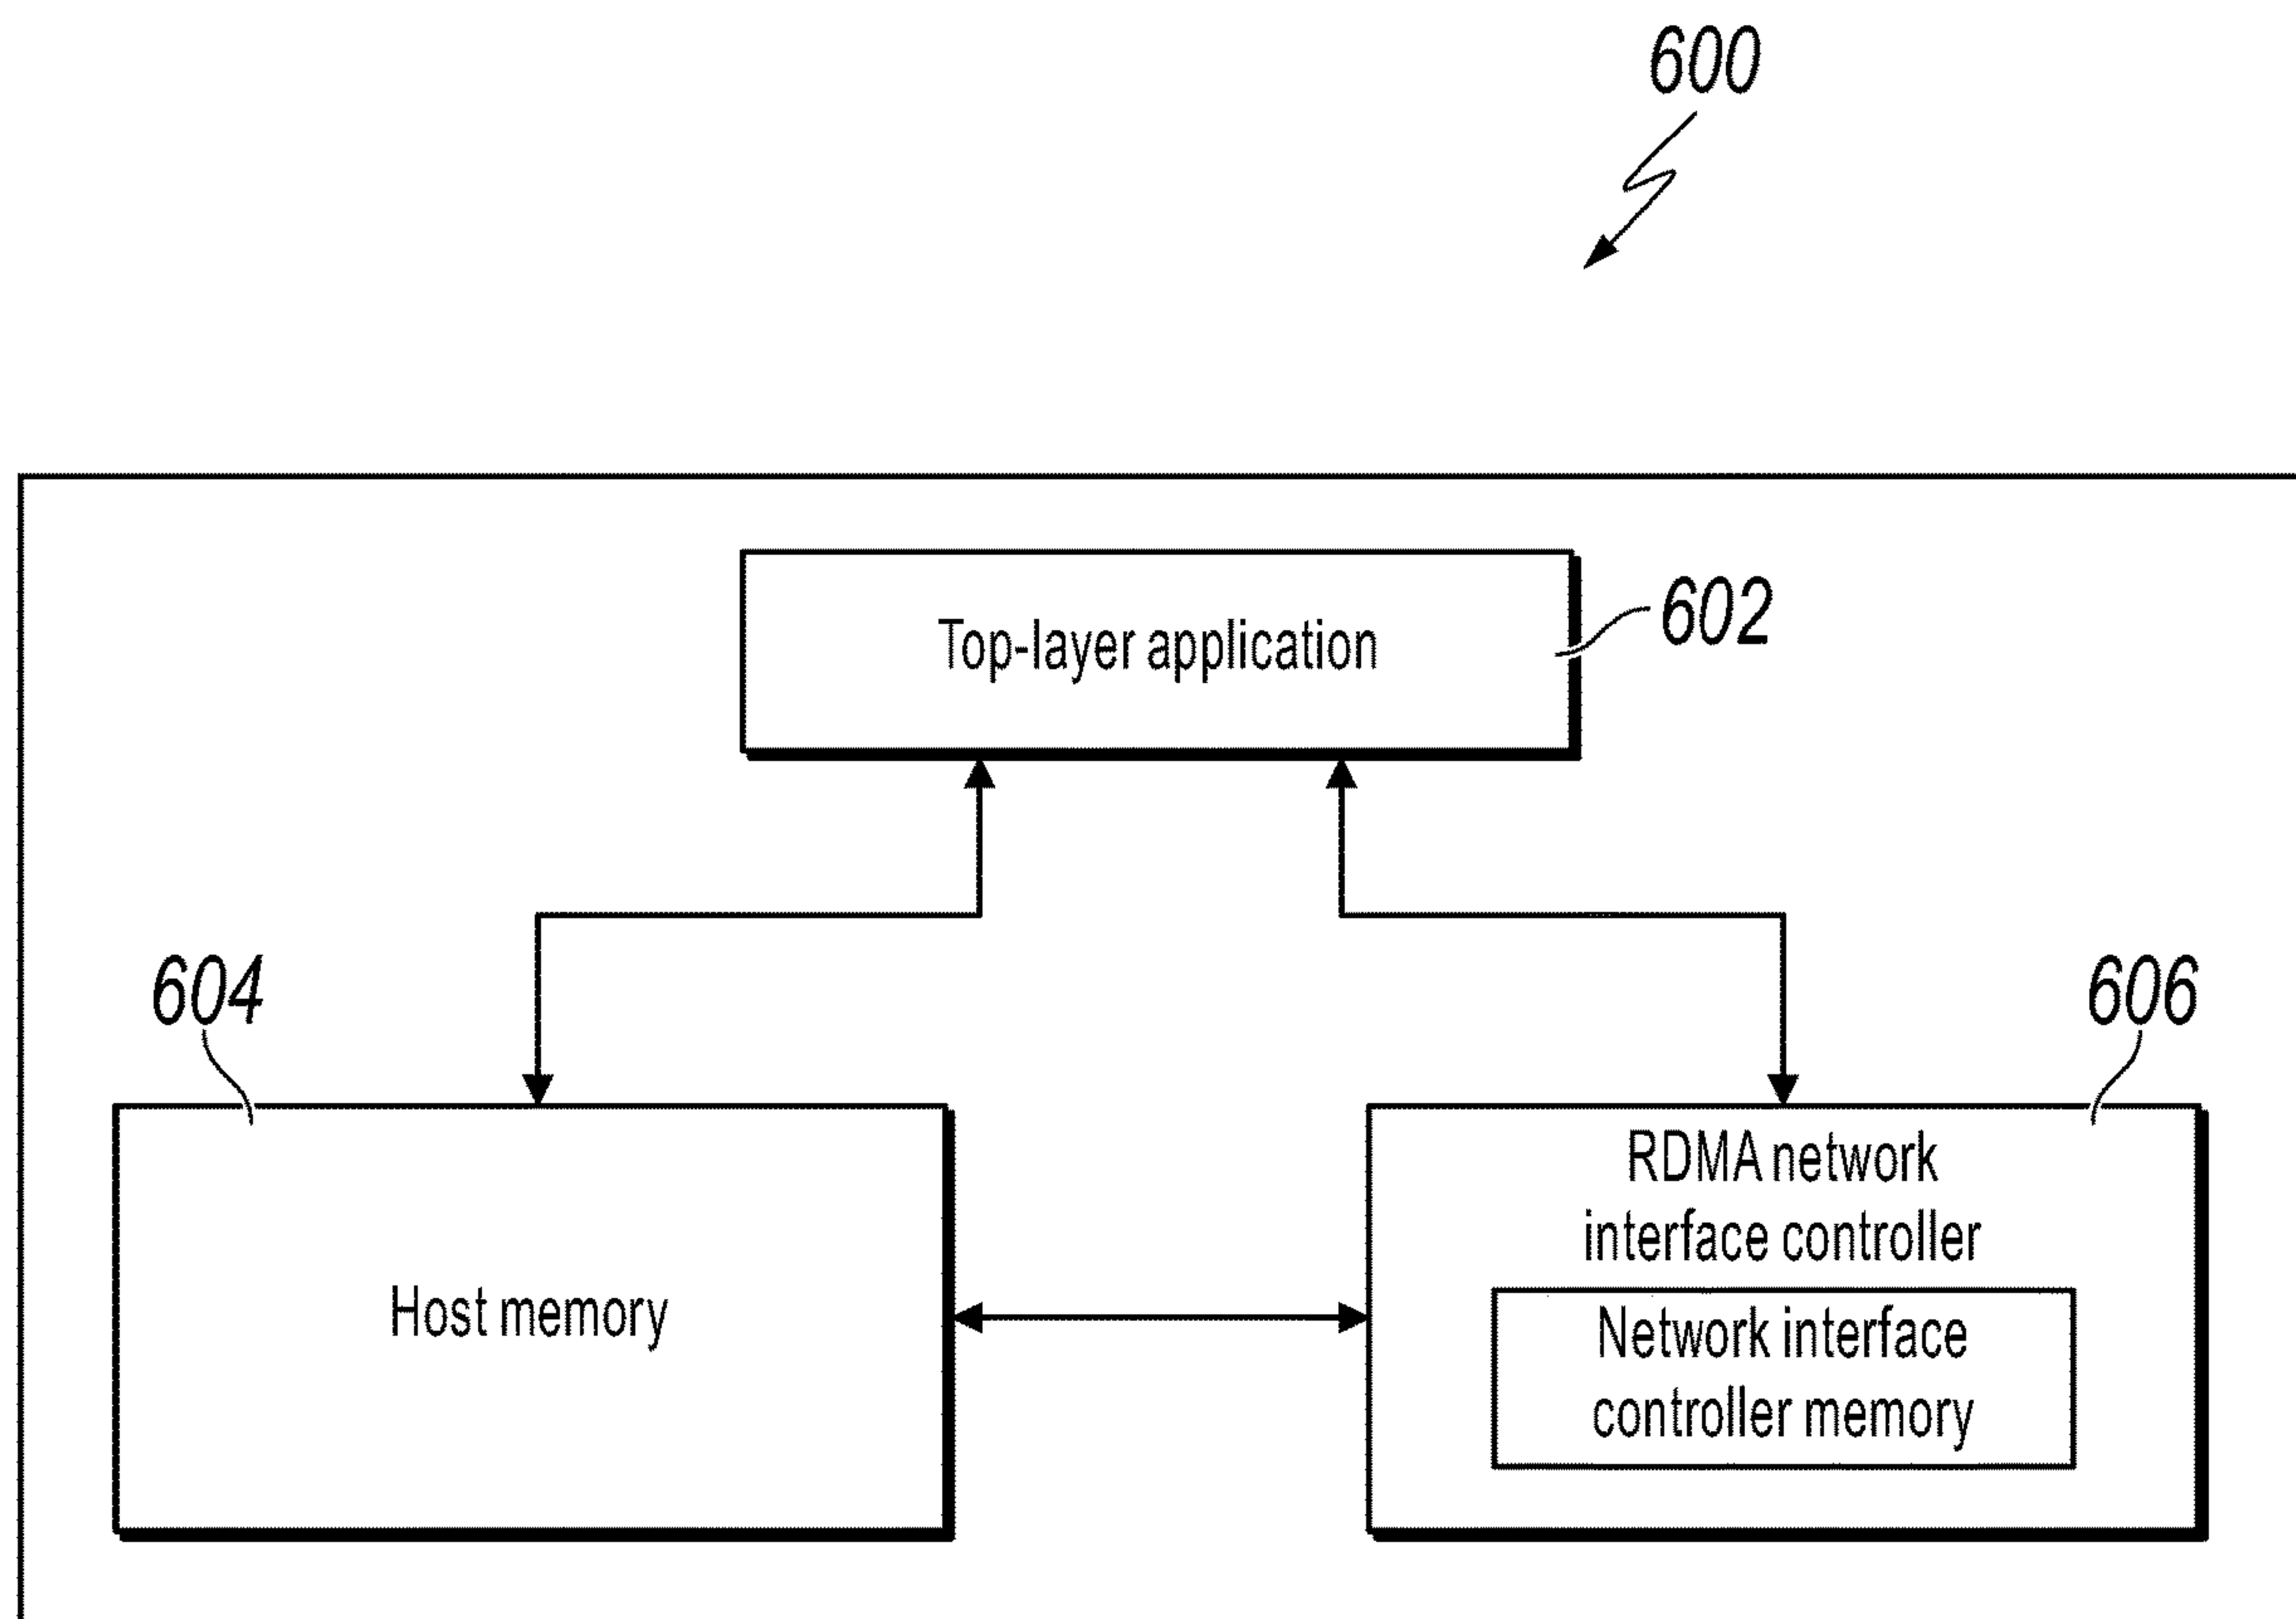 600
Top-layer application
602
604
606
Host memory
RDMA network
interface controller
Network interface
controller memory